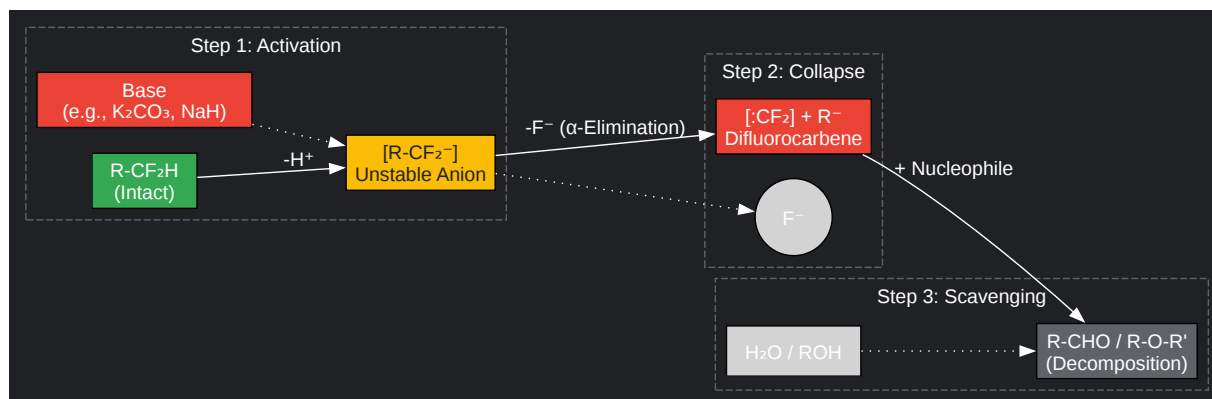 Step 1: Activation
Base
(e.g., K₂CO₃, NaH)
R-CF₂H
(Intact)
-H⁺
[R-CF₂⁻]
Unstable Anion
-F⁻ (α-Elimination)
Step 2: Collapse
[:CF₂] + R⁻
Difluorocarbene
F⁻
+ Nucleophile
Step 3: Scavenging
H₂O / ROH
R-CHO / R-O-R'
(Decomposition)